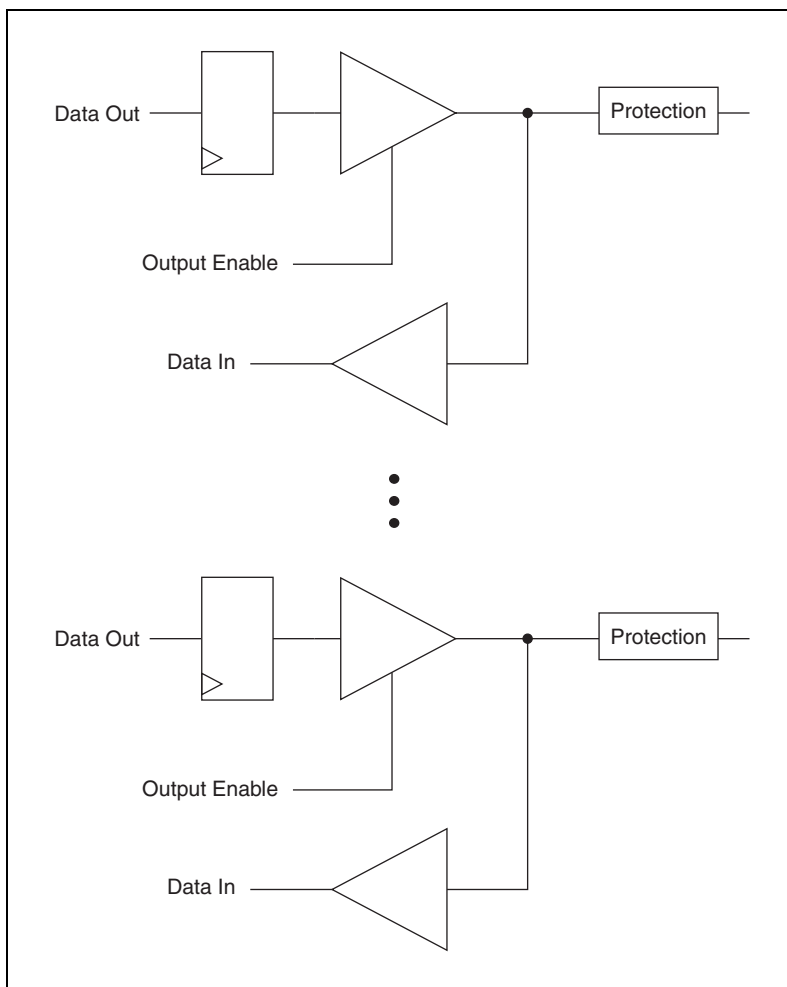 Data Out
Protection
Output Enable
Data In
Data Out
Protection
Output Enable
Data In